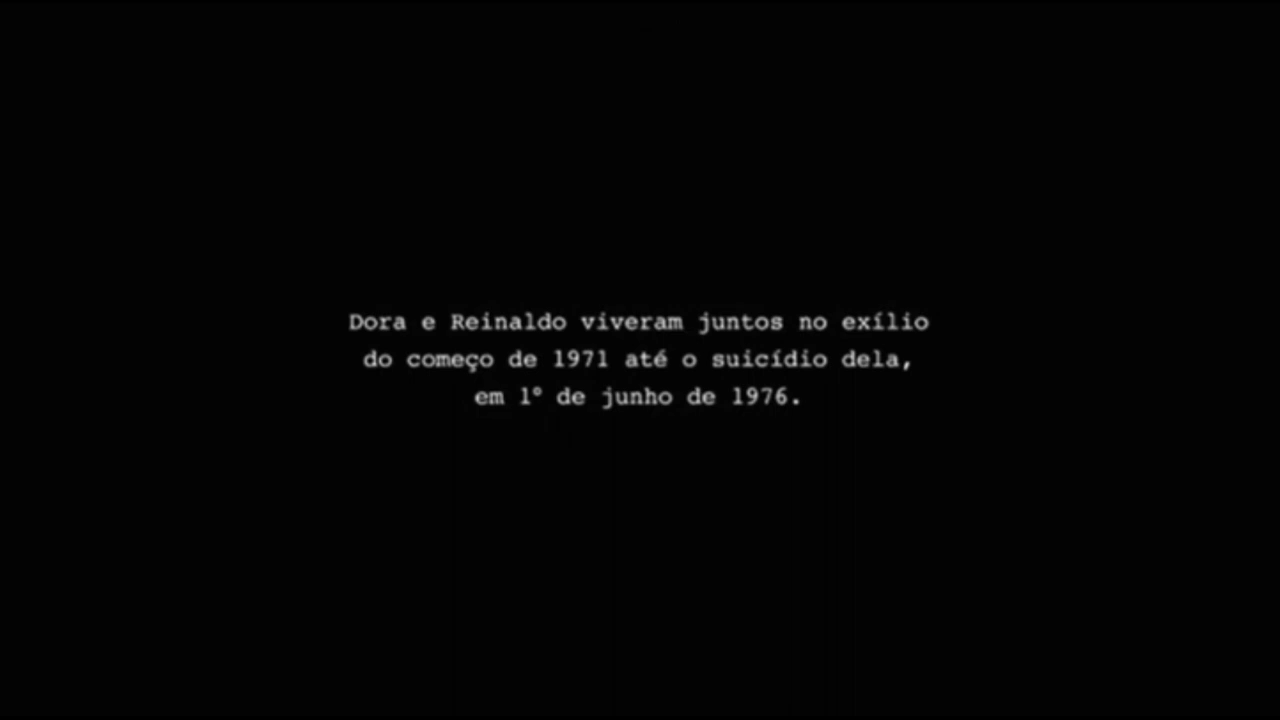 Dora e Reinaldo viveram juntos no exílio
do começo de 1971 até o suicídio dela,
em 1º de junho de 1976.